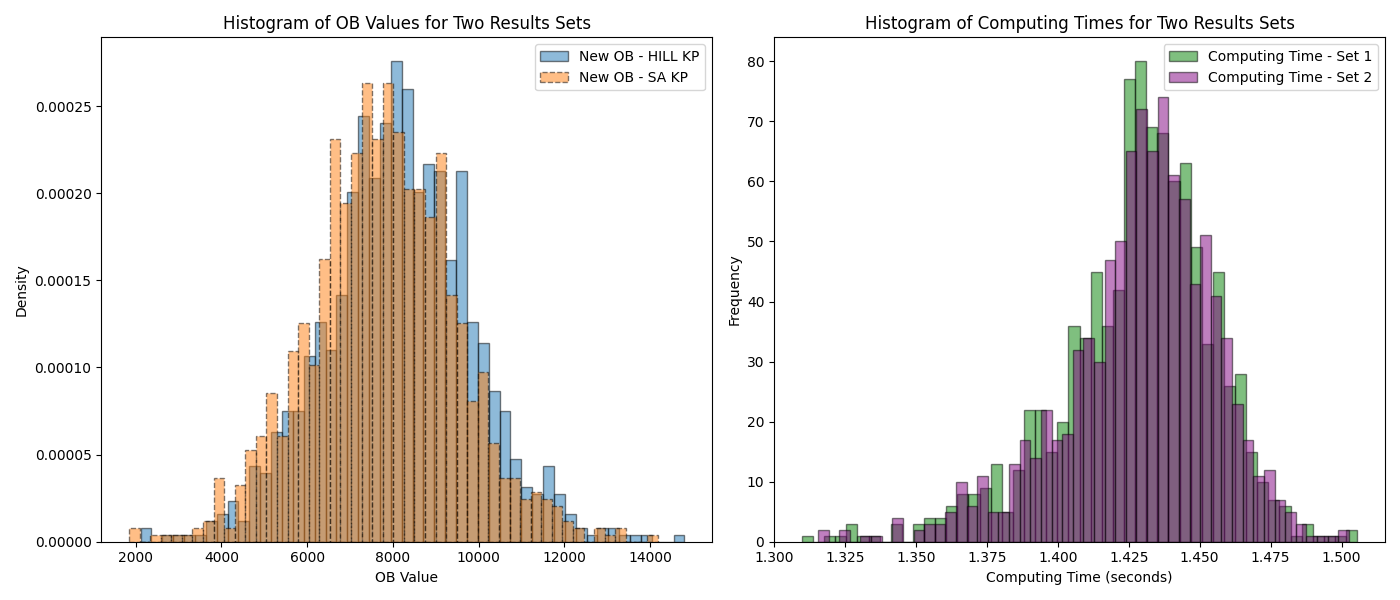 Histogram of OB Values for Two Results Sets
New OB - HILL KP
New OB - SA KP
0.00025
0.00020
0.00015
0.00010
0.00005
0.00000
Density
2000 4000 6000 8000 10000 12000 14000
OB Value
Histogram of Computing Times for Two Results Sets
Computing Time - Set 1
Computing Time - Set 2
80
70
60
50
40
30
20
10
0
Frequency
1.300 1.325 1.350 1.375 1.400 1.425 1.450 1.475 1.500
Computing Time (seconds)